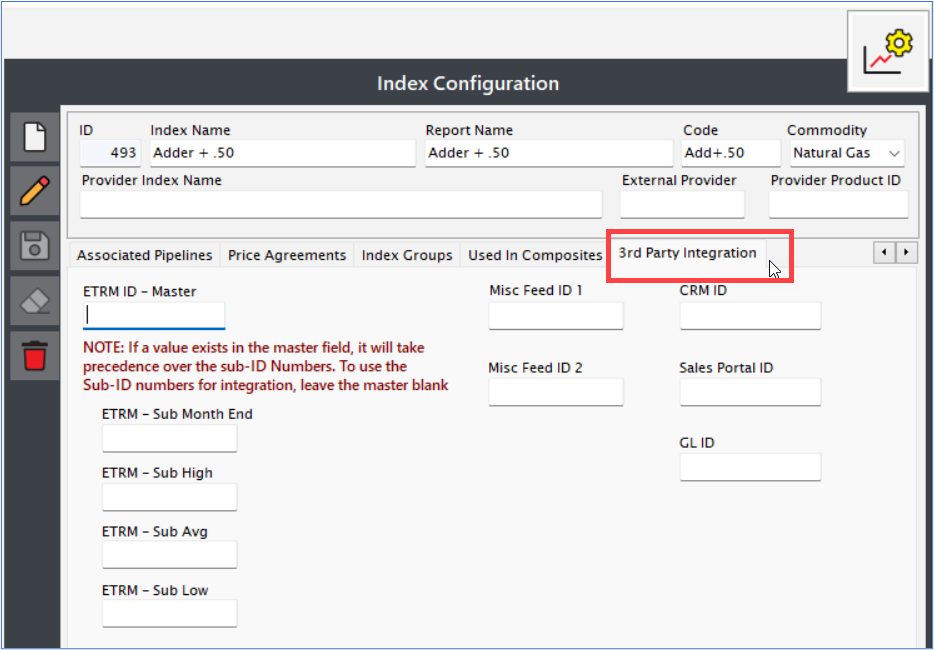 Index Configuration
ID Index Name Report Name Code Commodity
493 Adder + .50 Adder + .50 Add+.50 Natural Gas
Provider Index Name External Provider Provider Product ID
Associated Pipelines Price Agreements Index Groups Used In Composites 3rd Party Integration
ETRM ID – Master Misc Feed ID 1 CRM ID
NOTE: If a value exists in the master field, it will take
precedence over the sub-ID Numbers. To use the
Sub-ID numbers for integration, leave the master blank
Misc Feed ID 2 Sales Portal ID
ETRM – Sub Month End
GL ID
ETRM – Sub High
ETRM – Sub Avg
ETRM – Sub Low